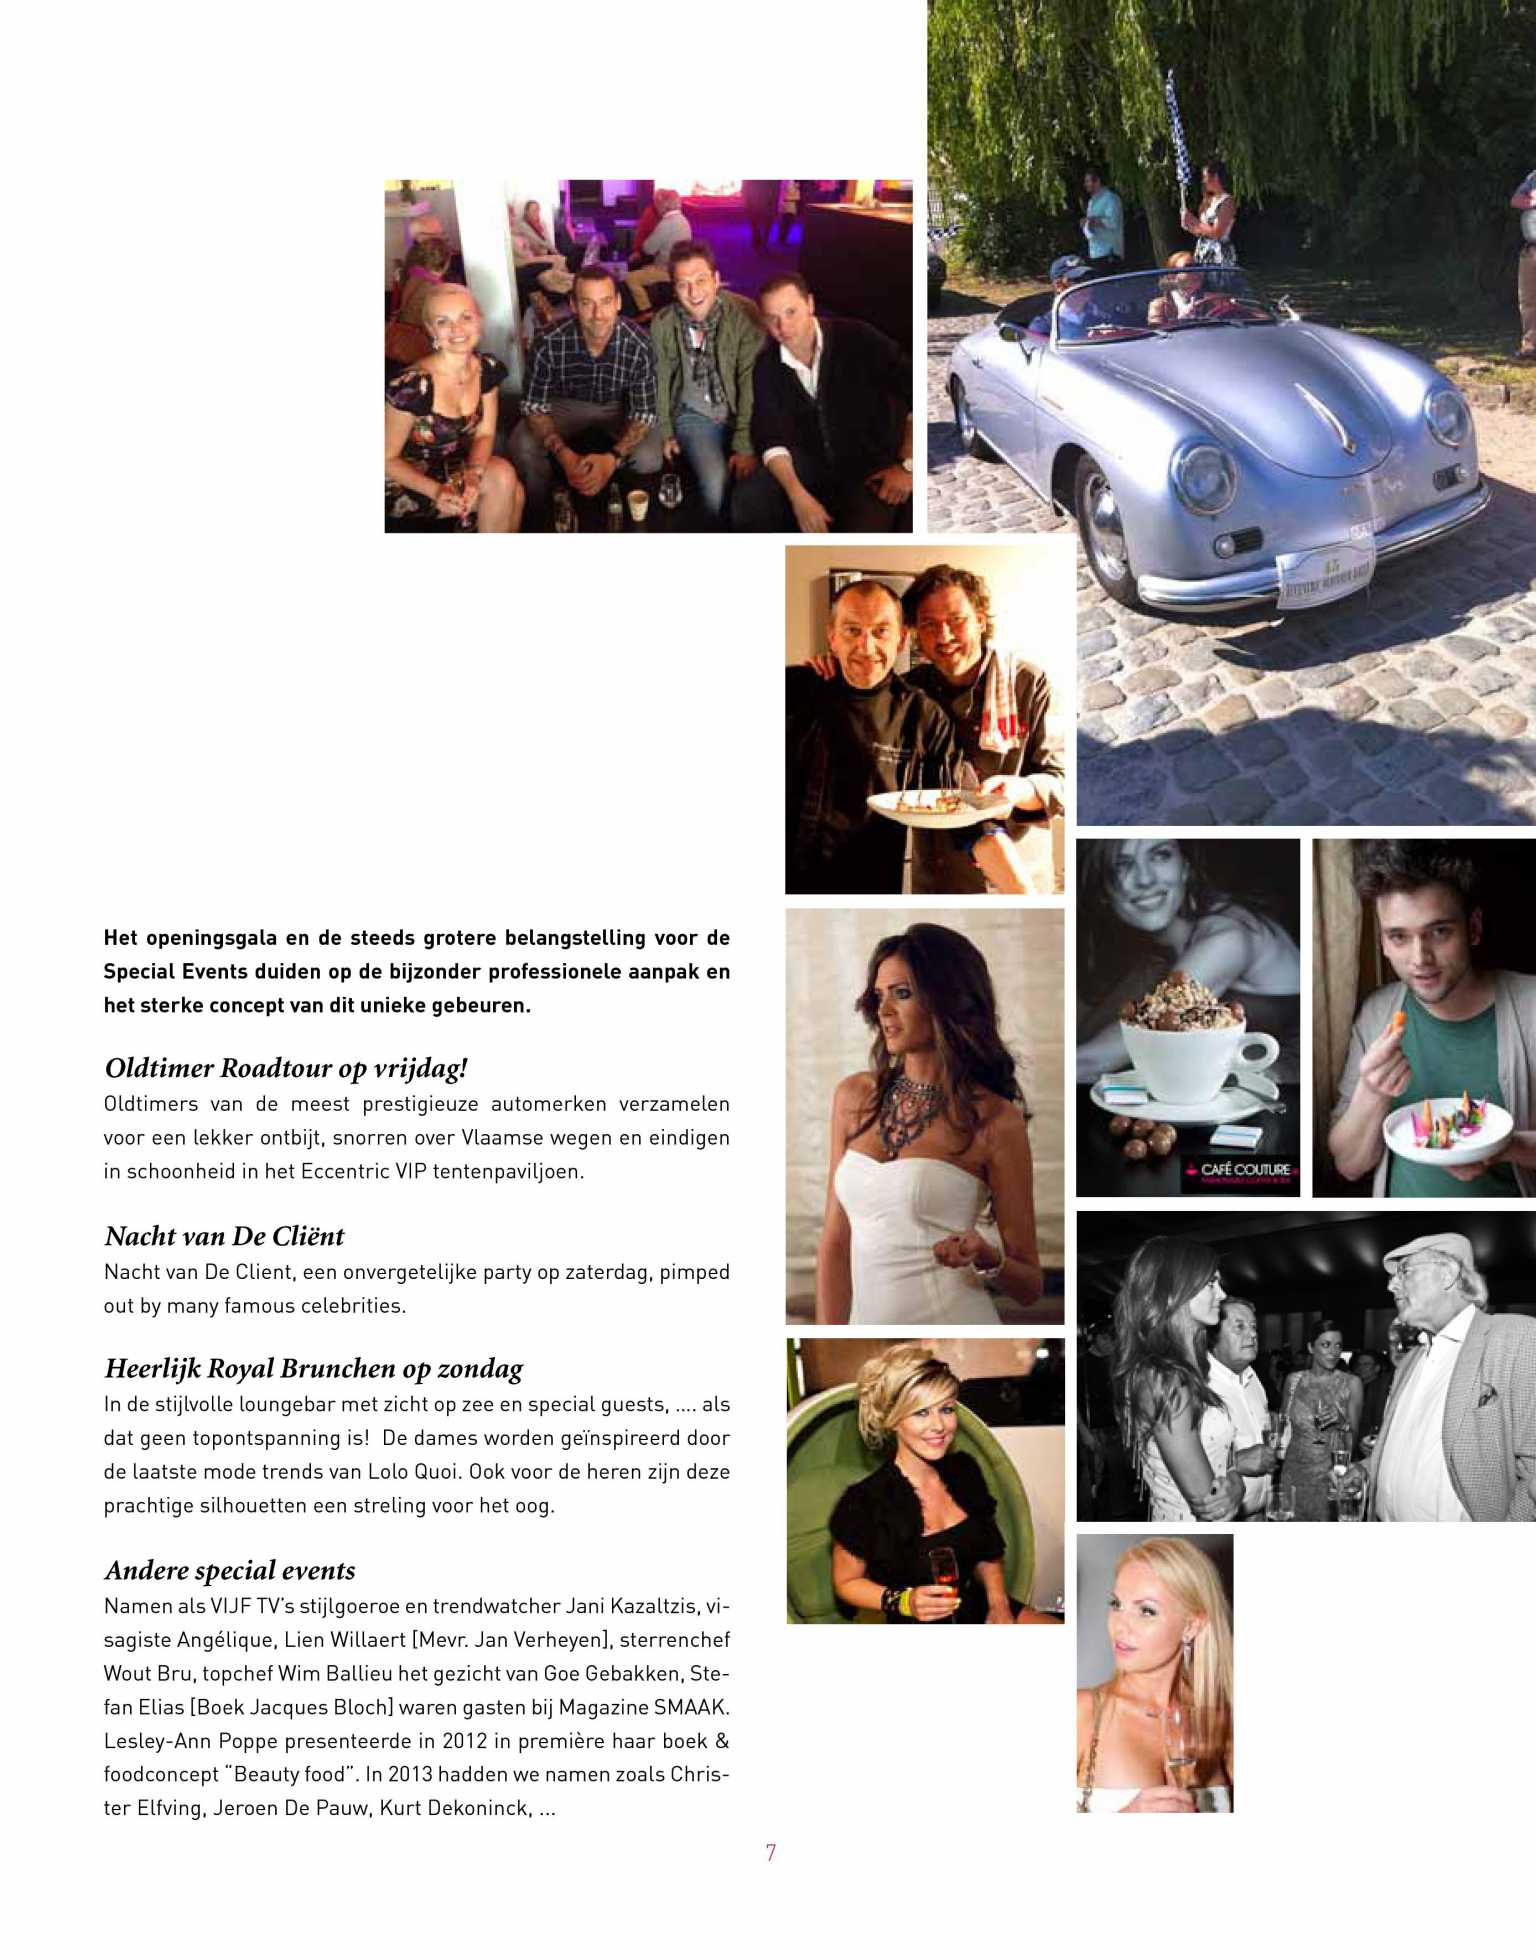 Het openingsgala en de steeds grotere belangstelling voor de
Special Events duiden op de bijzonder professionele aanpak en
het sterke concept van dit unieke gebeuren.
Oldtimer Roadtour op vrijdag!
Oldtimers van de meest prestigieuze automerken verzamelen
voor een lekker ontbijt, snorren over Vlaamse wegen en eindigen
in schoonheid in het Eccentric VIP tentenpaviljoen.
Nacht van De Cliënt
Nacht van De Client, een onvergetelijke party op zaterdag, pimped
out by many famous celebrities.
Heerlijk Royal Brunchen op zondag
In de stijlvolle loungebar met zicht op zee en special guests, .... als
dat geen topontspanning is!  De dames worden geïnspireerd door
de laatste mode trends van Lolo Quoi. Ook voor de heren zijn deze
prachtige silhouetten een streling voor het oog.
Andere special events
Namen als VIJF TV's stijlgoeroe en trendwatcher Jani Kazaltzis, vi-
sagiste Angélique, Lien Willaert [Mevr. Jan Verheyen], sterrenchef
Wout Bru, topchef Wim Ballieu het gezicht van Goe Gebakken, Ste-
fan Elias [Boek Jacques Bloch] waren gasten bij Magazine SMAAK.
Lesley-Ann Poppe presenteerde in 2012 in première haar boek &
foodconcept “Beauty food”. In 2013 hadden we namen zoals Chris-
ter Elfving, Jeroen De Pauw, Kurt Dekoninck, ...
CAFÉ COUTURE
7